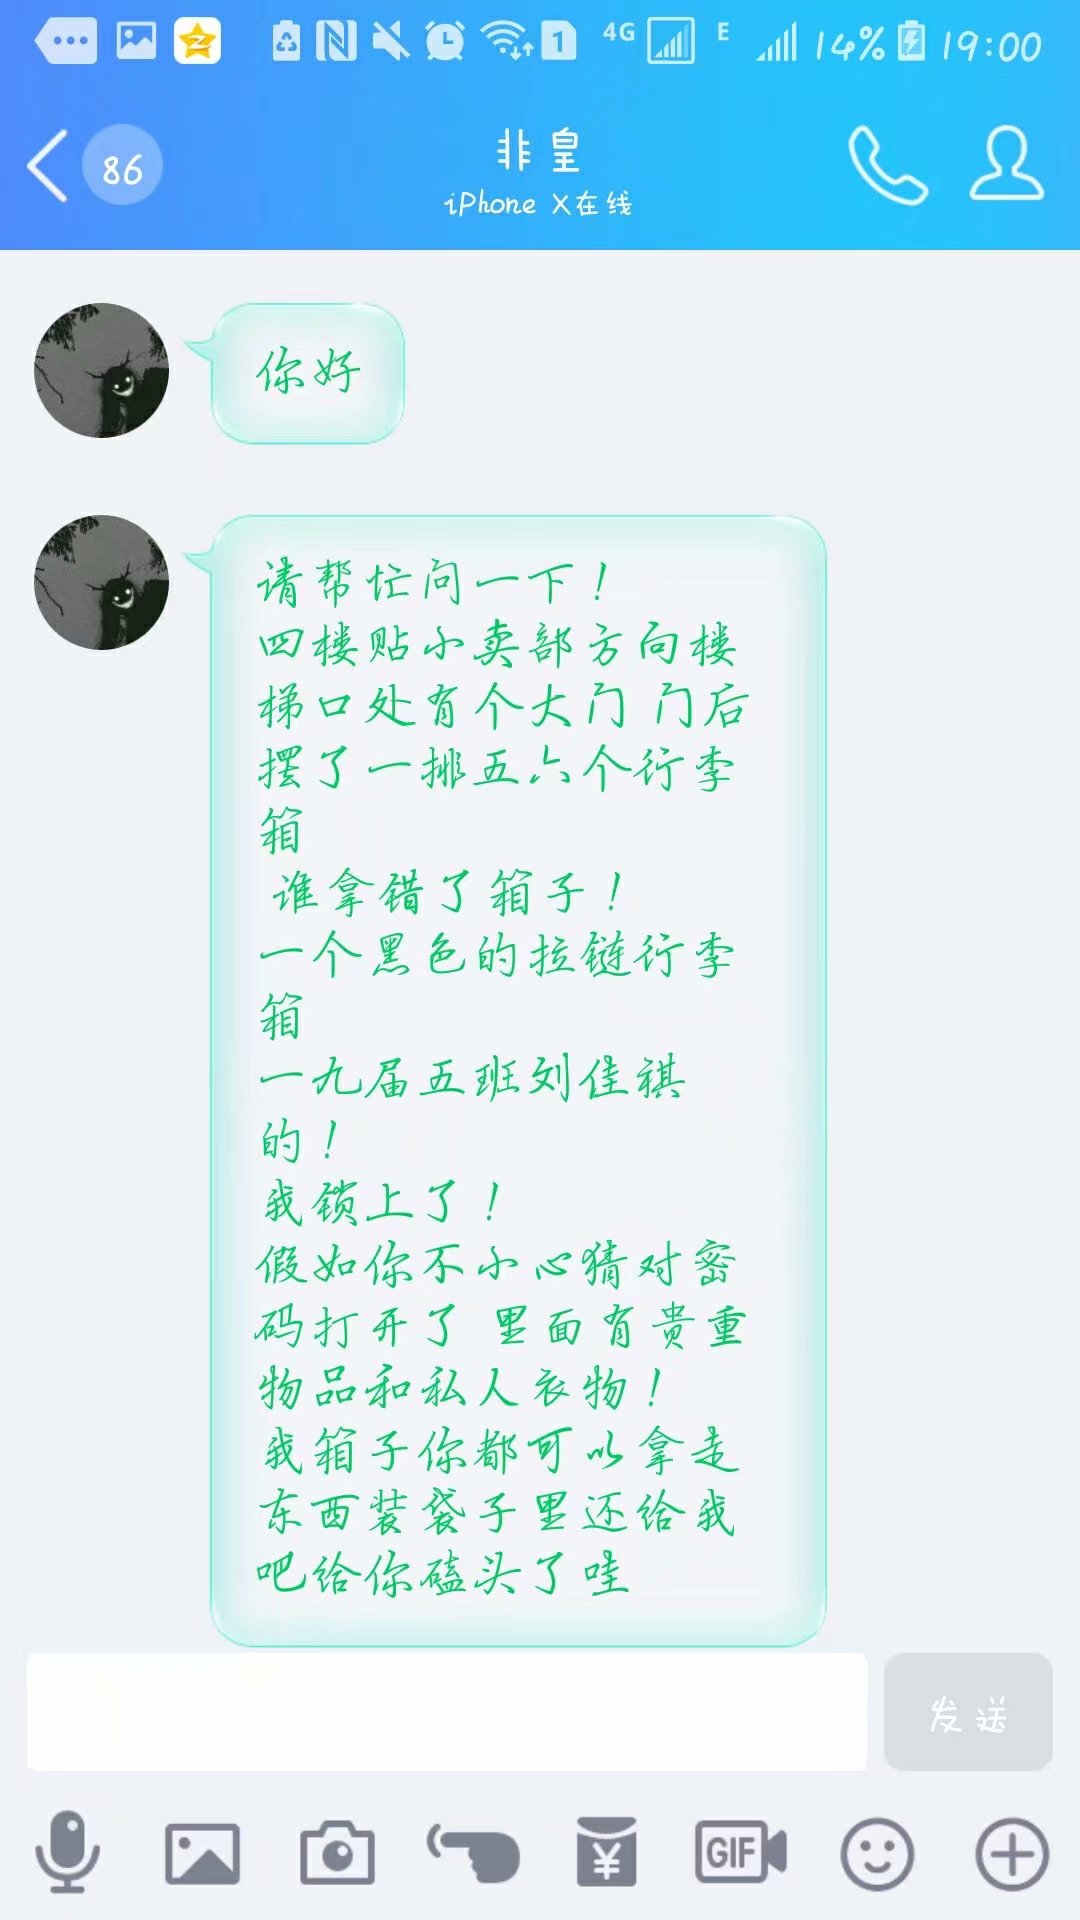 1 4G E 14% 19:00
86
非皇
iPhone X在线
你好
请帮忙问一下！
四楼贴小卖部方向楼
梯口处有个大门 门后
摆了一排五六个行李
箱
谁拿错了箱子！
一个黑色的拉链行李
箱
一九届五班刘佳祺
的！
我锁上了！
假如你不小心猜对密
码打开了 里面有贵重
物品和私人衣物！
我箱子你都可以拿走
东西装袋子里还给我
吧给你磕头了哇
发送
GIF